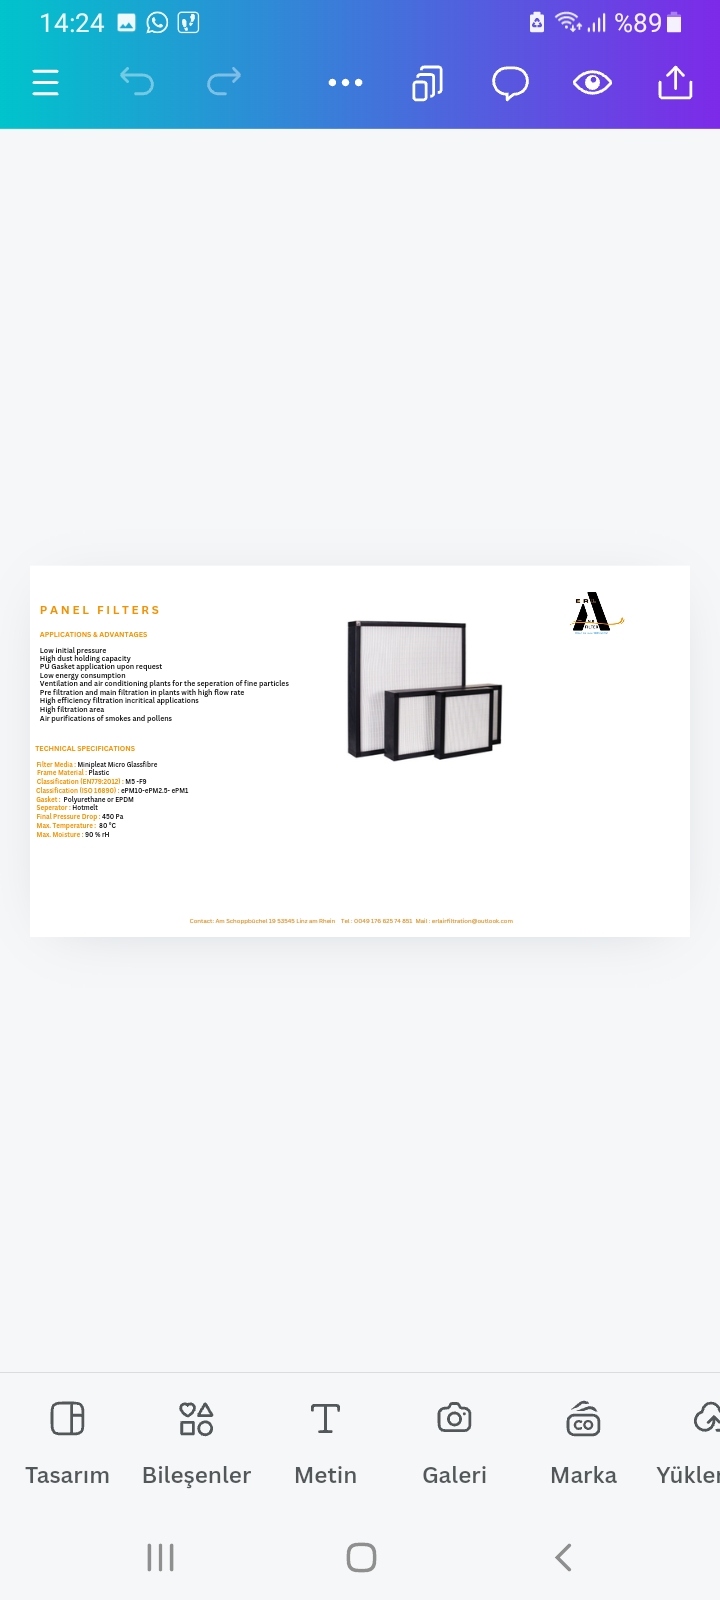 14:24
%89
PANEL FILTERS
APPLICATIONS & ADVANTAGES
Low initial pressure
High dust holding capacity
PU Gasket application upon request
Low energy consumption
Ventilation and air conditioning plants for the seperation of fine particles
Pre filtration and main filtration in plants with high flow rate
High efficiency filtration incritical applications
High filtration area
Air purifications of smokes and pollens
TECHNICAL SPECIFICATIONS
Filter Media : Minipleat Micro Glassfibre
Frame Material : Plastic
Classification (EN779:2012) : M5 -F9
Classification (ISO 16890) : ePM10-ePM2.5- ePM1
Gasket : Polyurethane or EPDM
Seperator : Hotmelt
Final Pressure Drop : 450 Pa
Max. Temperature : 80 °C
Max. Moisture : 90 % rH
Contact: Am Schoppbüchel 19 53545 Linz am Rhein Tel : 0049 176 625 74 851 Mail : erlairfiltration@outlook.com
Tasarım
Bileşenler
Metin
Galeri
CO
Marka